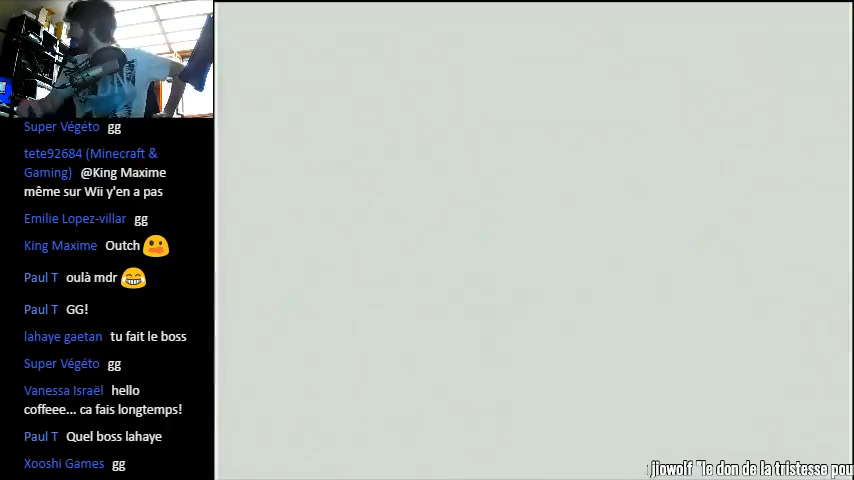 Super Végéto gg
tete92684 (Minecraft &
Gaming) @King Maxime
même sur Wii y'en a pas
Emilie Lopez-villar gg
King Maxime Outch
Paul T oulà mdr
Paul T GG!
lahaye gaetan tu fait le boss
Super Végéto gg
Vanessa Israël hello
coffeee... ca fais longtemps!
Paul T Quel boss lahaye
Xooshi Games gg
jiowolf "le don de la tristesse pou